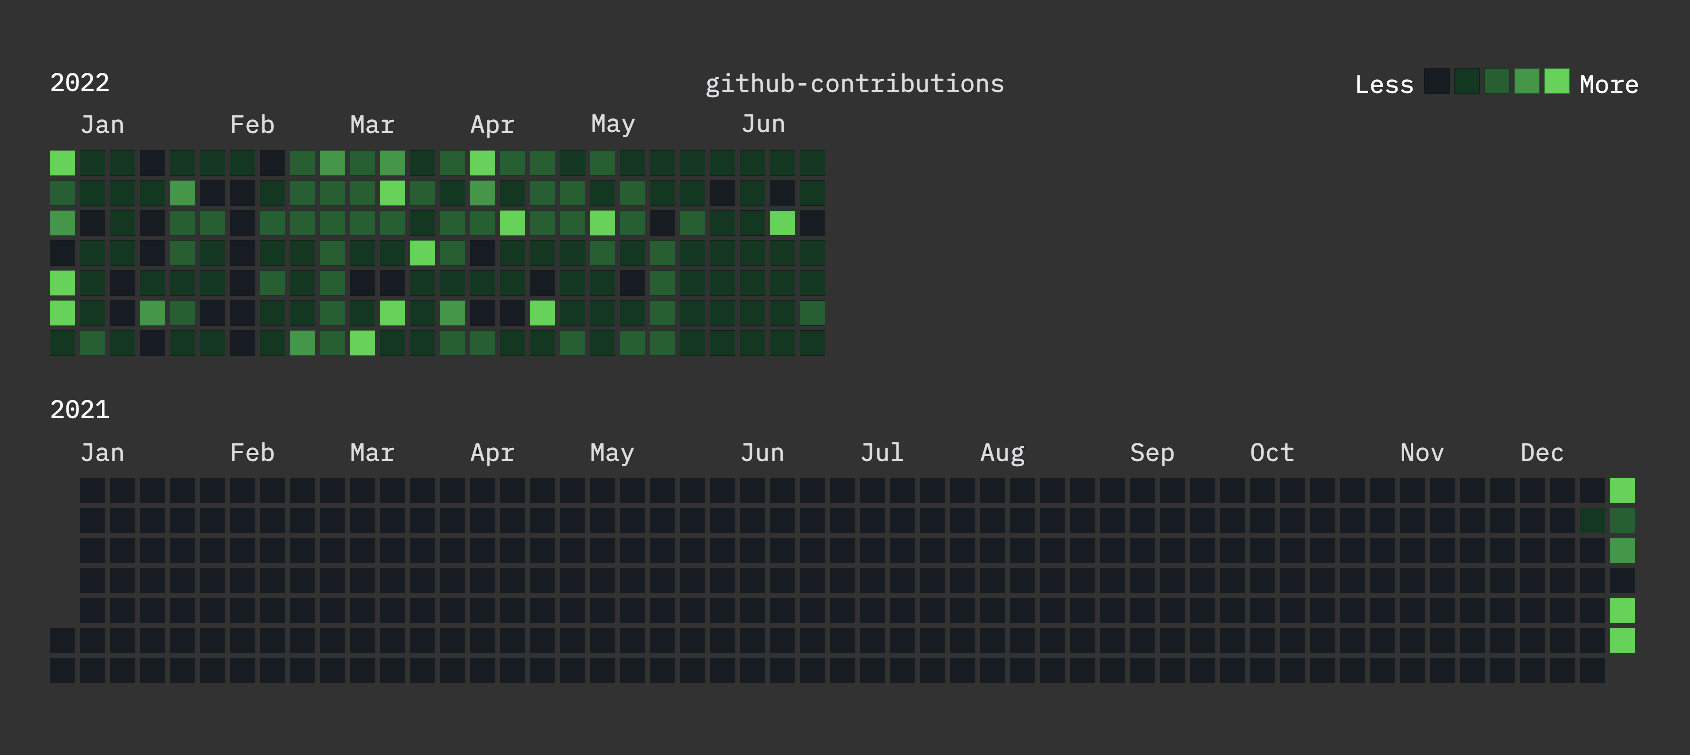 2022
github-contributions
Less More
Jan Feb Mar Apr May Jun
2021
Jan Feb Mar Apr May Jun Jul Aug Sep Oct Nov Dec